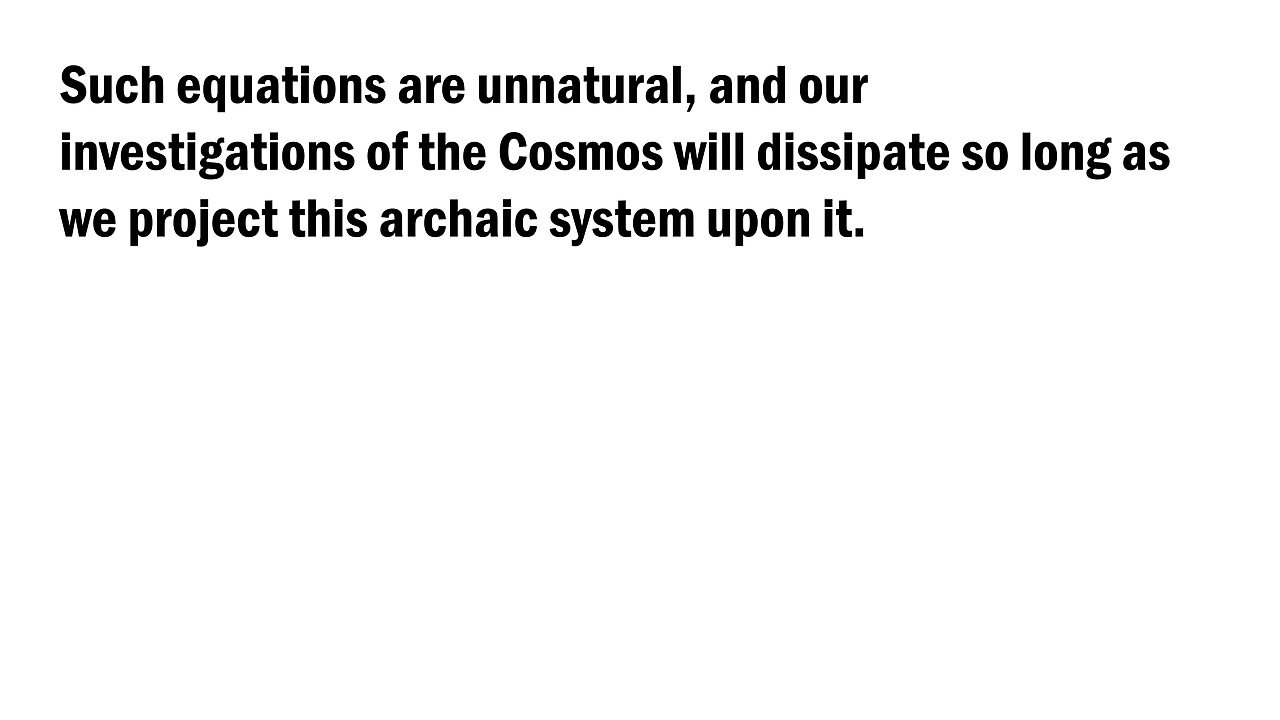 Such equations are unnatural, and our
investigations of the Cosmos will dissipate so long as
we project this archaic system upon it.